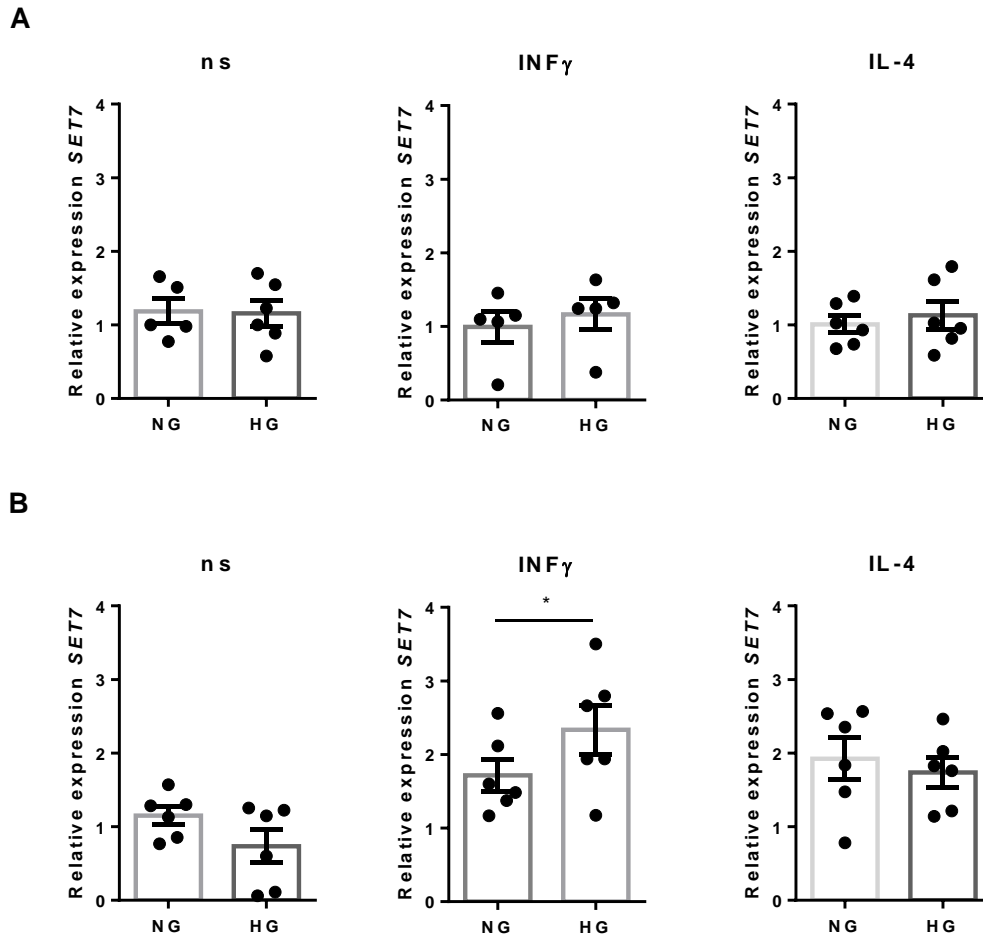 A
ns
INFγ
IL-4
Relative expression SET7
4
3
2
1
0
NG HG
Relative expression SET7
4
3
2
1
0
NG HG
Relative expression SET7
4
3
2
1
0
NG HG
B
ns
INFγ
IL-4
Relative expression SET7
4
3
2
1
0
NG HG
Relative expression SET7
4
3
2
1
0
*
NG HG
Relative expression SET7
4
3
2
1
0
NG HG